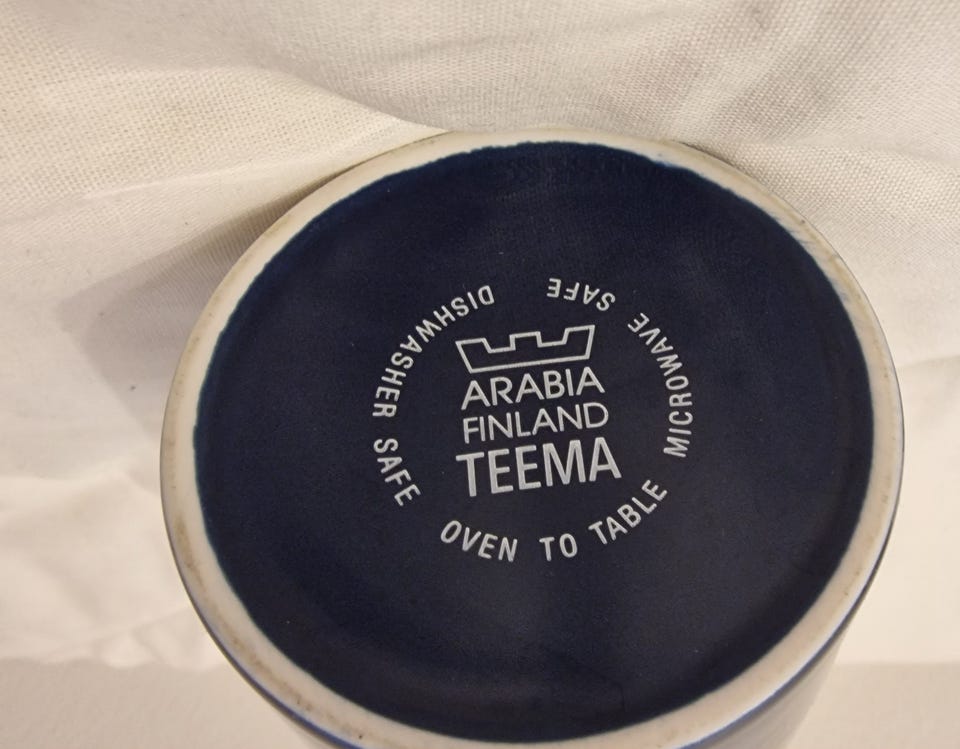 ARABIA
FINLAND
TEEMA
DISHWASHER SAFE
OVEN TO TABLE
MICROWAVE SAFE